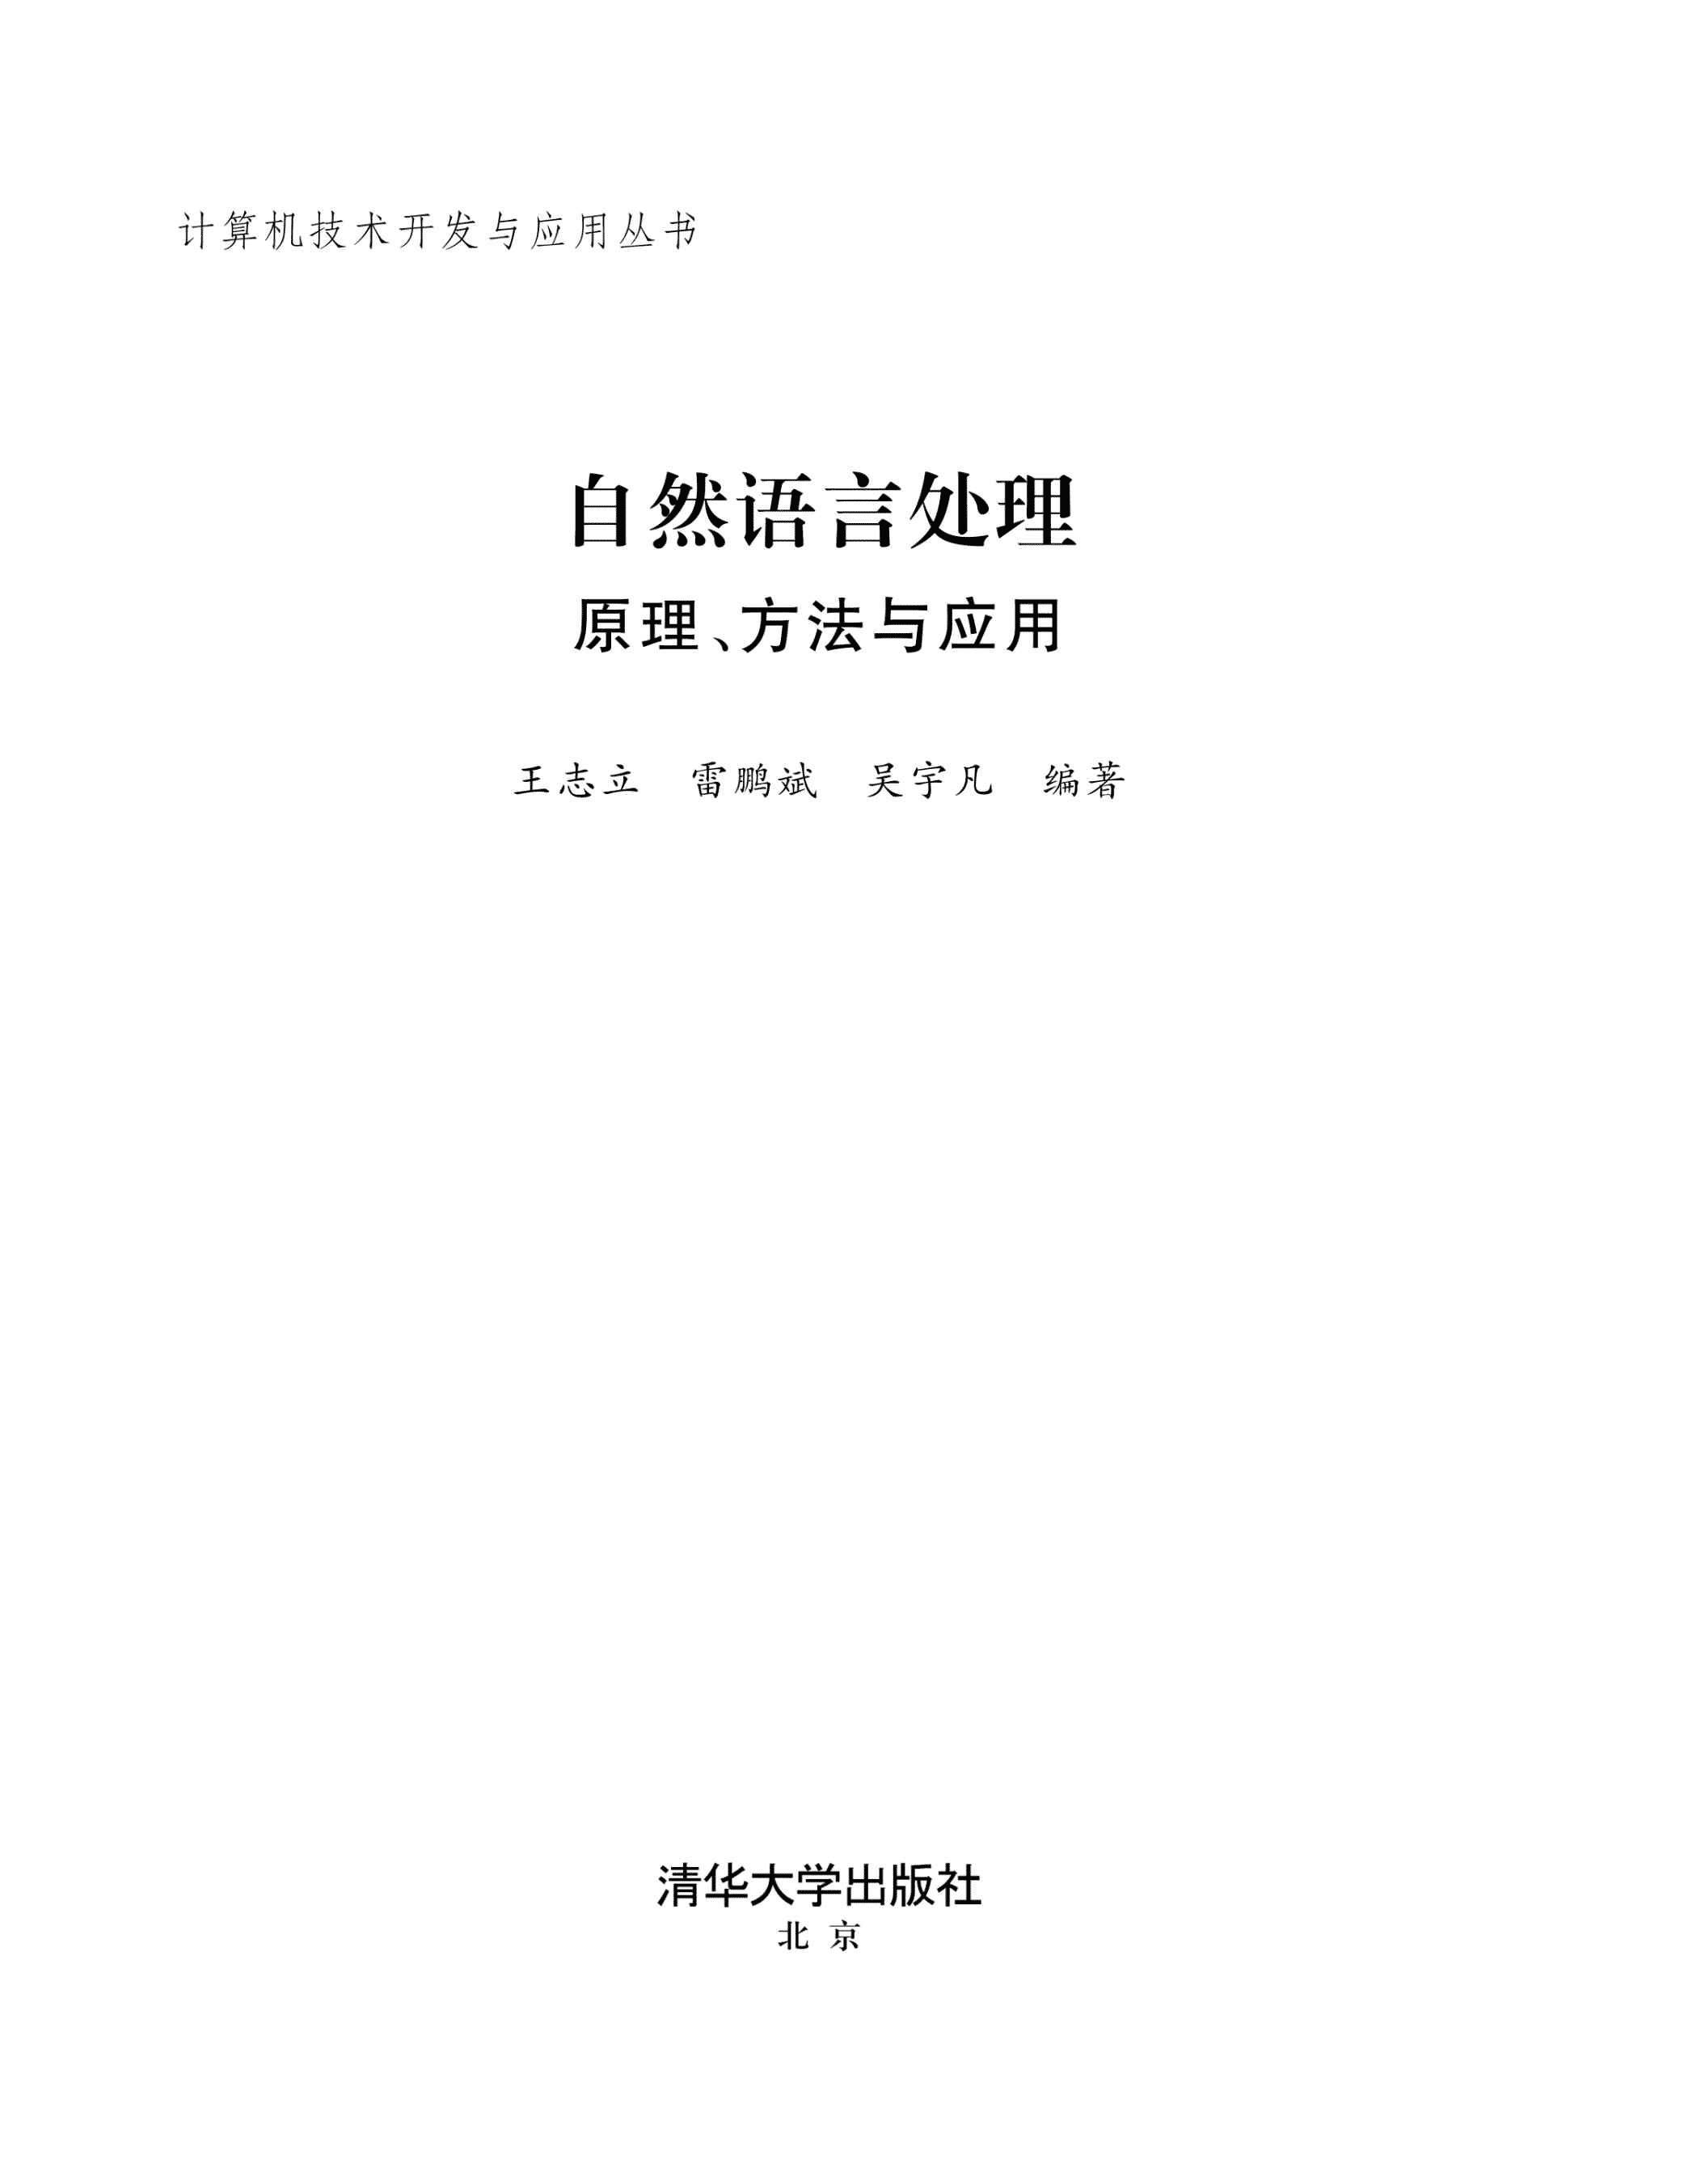 计算机技术开发与应用丛书
自然语言处理
原理、方法与应用
王志立 雷鹏斌 吴宇凡 编著
清华大学出版社
北京